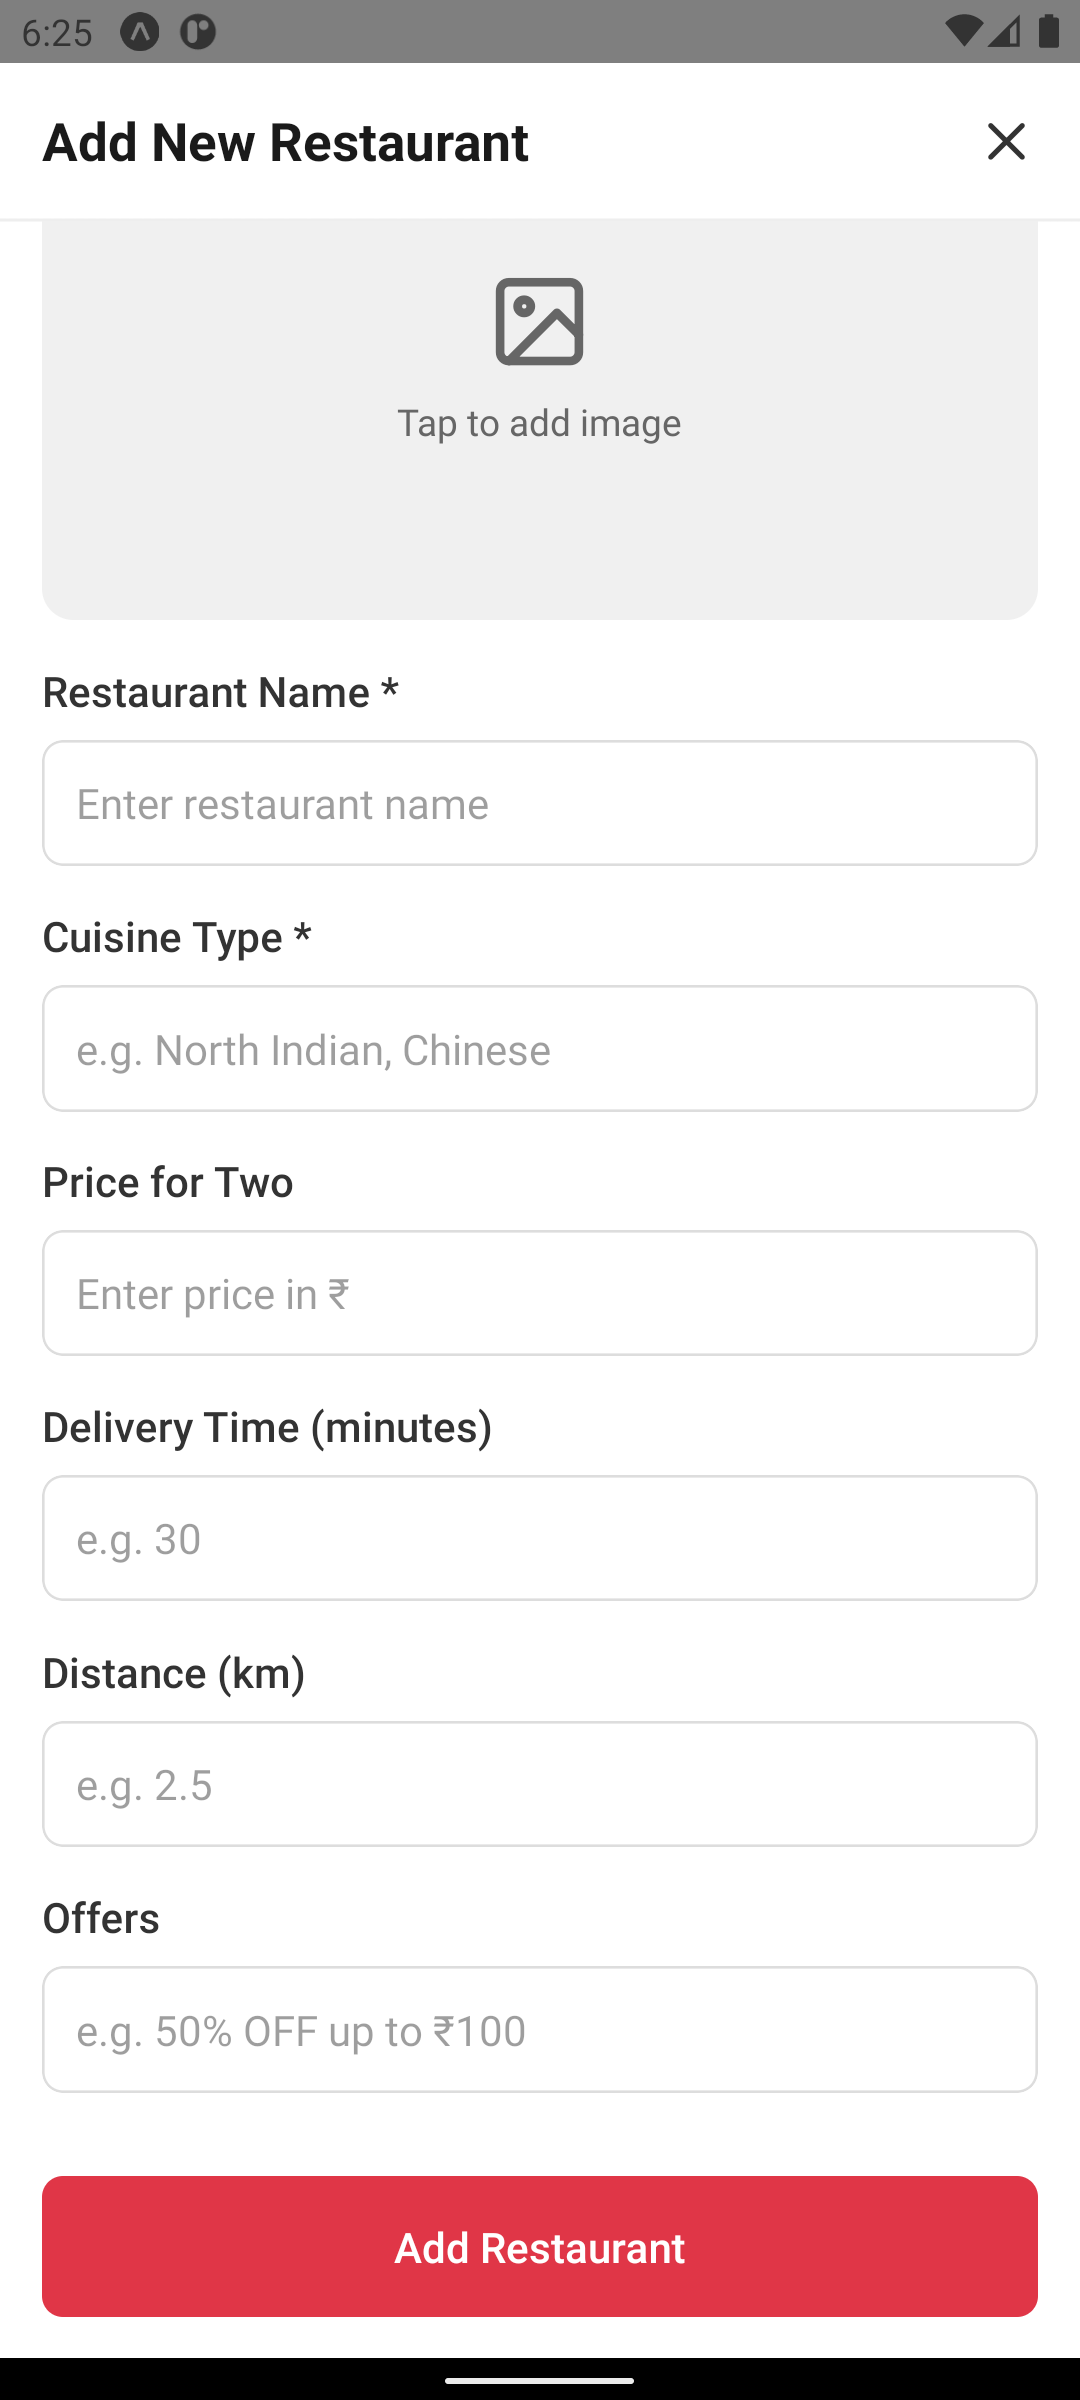 6:25
Add New Restaurant
Tap to add image
Restaurant Name *
Enter restaurant name
Cuisine Type *
e.g. North Indian, Chinese
Price for Two
Enter price in ₹
Delivery Time (minutes)
e.g. 30
Distance (km)
e.g. 2.5
Offers
e.g. 50% OFF up to ₹100
Add Restaurant